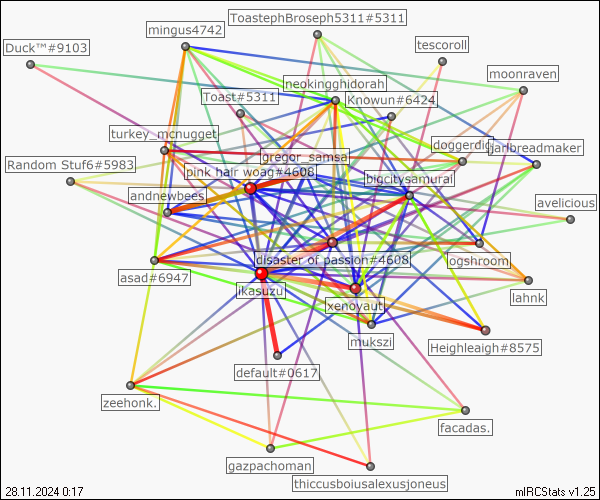 ToastephBroseph5311#5311
mingus4742
tescoroll
Duck™#9103
moonraven
neokingghidorah
Toast#5311
Knowun#6424
turkey_mcnugget
doggerdig
jarlbreadmaker
gregor_samsa
Random Stuf6#5983
pink hair woag#4608
bigcitysamurai
andnewbees
avelicious
disaster of passion#4608
ogshroom
asad#6947
ikasuzu
lahnk
xenoyaut
mukszi
Heighleaigh#8575
default#0617
zeehonk.
facadas.
gazpachoman
thiccusboiusalexusjoneus
28.11.2024 0:17
mIRCStats v1.25